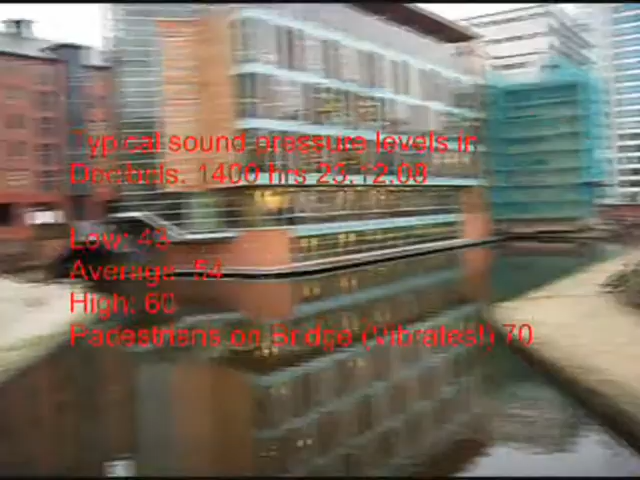 Typical sound pressure levels in
Decibels. 1400 hrs 23.12.08
Low: 43
Average: 54
High: 60
Padestrians on Bridge (Vibrates!) 70